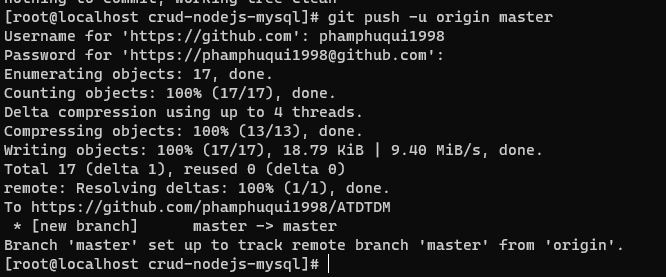 nothing to commit, working tree clean
[root@localhost crud-nodejs-mysql]# git push -u origin master
Username for 'https://github.com': phamphuqui1998
Password for 'https://phamphuqui1998@github.com':
Enumerating objects: 17, done.
Counting objects: 100% (17/17), done.
Delta compression using up to 4 threads.
Compressing objects: 100% (13/13), done.
Writing objects: 100% (17/17), 18.79 KiB | 9.40 MiB/s, done.
Total 17 (delta 1), reused 0 (delta 0)
remote: Resolving deltas: 100% (1/1), done.
To https://github.com/phamphuqui1998/ATDTDM
 * [new branch]      master -> master
Branch 'master' set up to track remote branch 'master' from 'origin'.
[root@localhost crud-nodejs-mysql]#